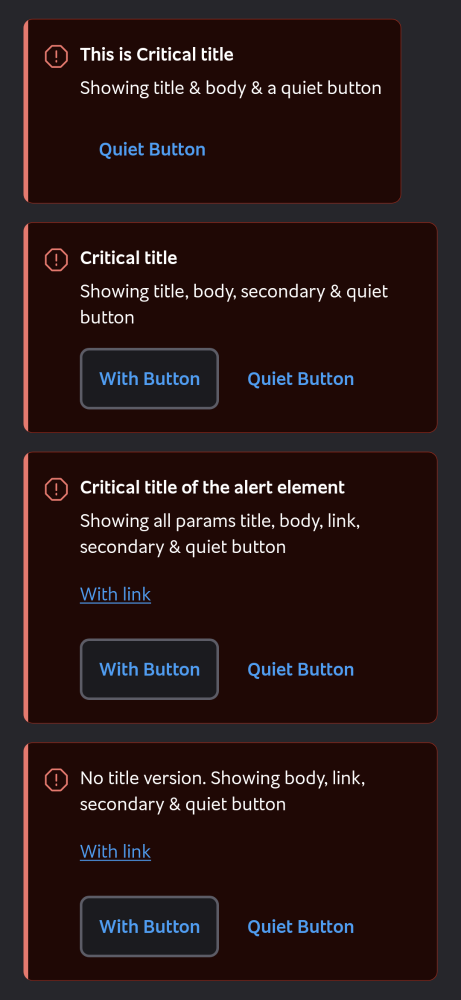 This is Critical title
Showing title & body & a quiet button
Quiet Button
Critical title
Showing title, body, secondary & quiet
button
With Button
Quiet Button
Critical title of the alert element
Showing all params title, body, link,
secondary & quiet button
With link
With Button
Quiet Button
No title version. Showing body, link,
secondary & quiet button
With link
With Button
Quiet Button